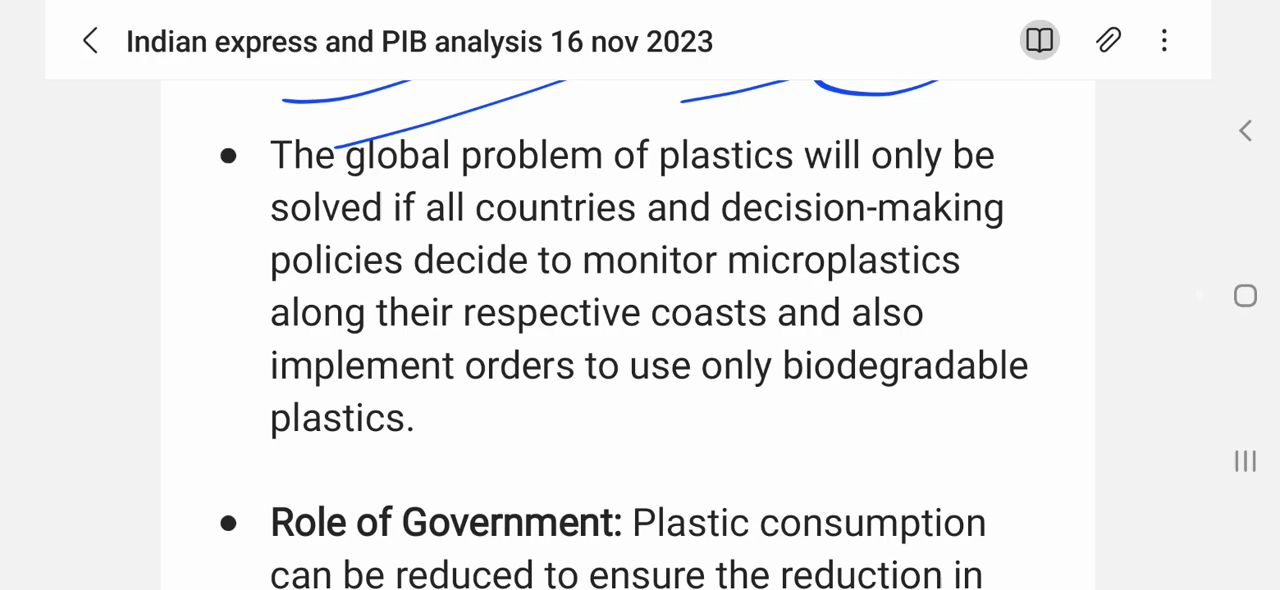 Indian express and PIB analysis 16 nov 2023
• The global problem of plastics will only be
solved if all countries and decision-making
policies decide to monitor microplastics
along their respective coasts and also
implement orders to use only biodegradable
plastics.
• Role of Government: Plastic consumption
can be reduced to ensure the reduction in